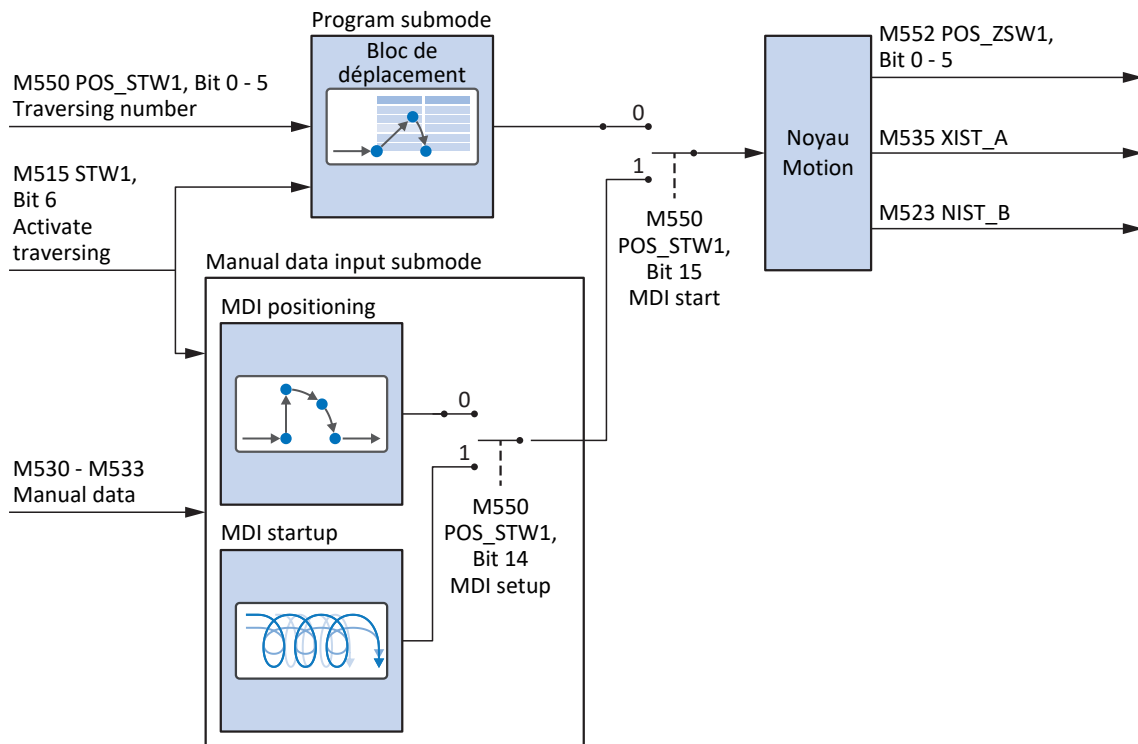 Program submode
Bloc de
déplacement
M550 POS_STW1, Bit 0 - 5
Traversing number
M515 STW1,
Bit 6
Activate
traversing
0
1
M550
POS_STW1,
Bit 15
MDI start
Noyau
Motion
M552 POS_ZSW1,
Bit 0 - 5
M535 XIST_A
M523 NIST_B
Manual data input submode
MDI positioning
0
1
M550
POS_STW1,
Bit 14
MDI setup
M530 - M533
Manual data
MDI startup